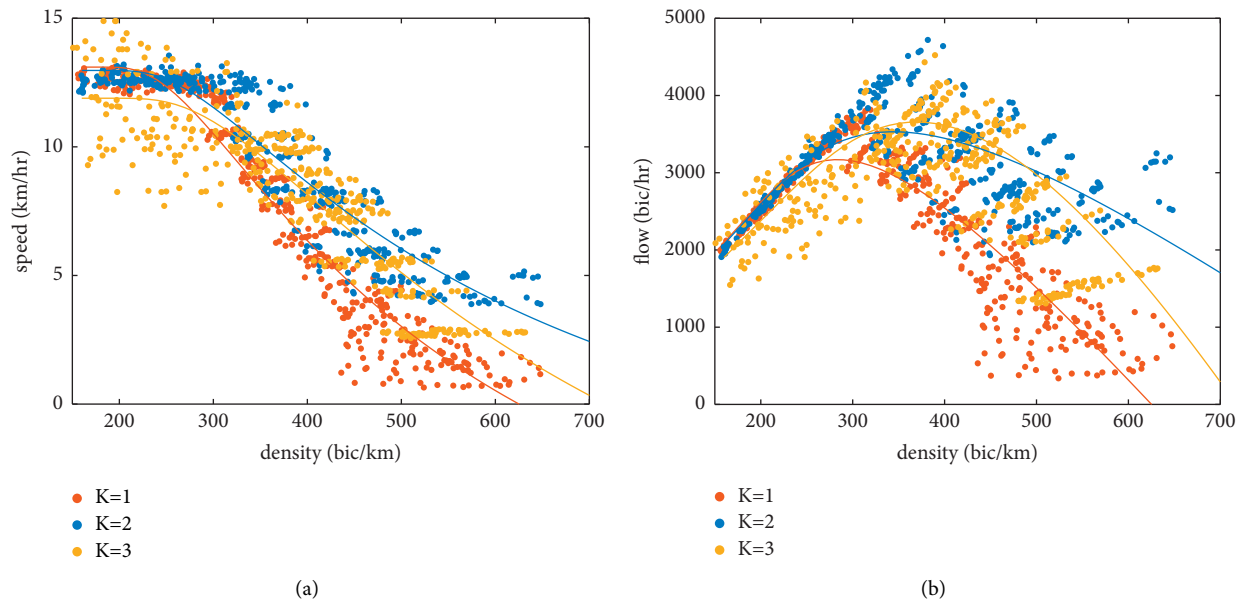 15
10
5
0
speed (km/hr)
200 300 400 500 600 700
density (bic/km)
K=1
K=2
K=3
(a)
5000
4000
3000
2000
1000
0
flow (bic/hr)
200 300 400 500 600 700
density (bic/km)
K=1
K=2
K=3
(b)